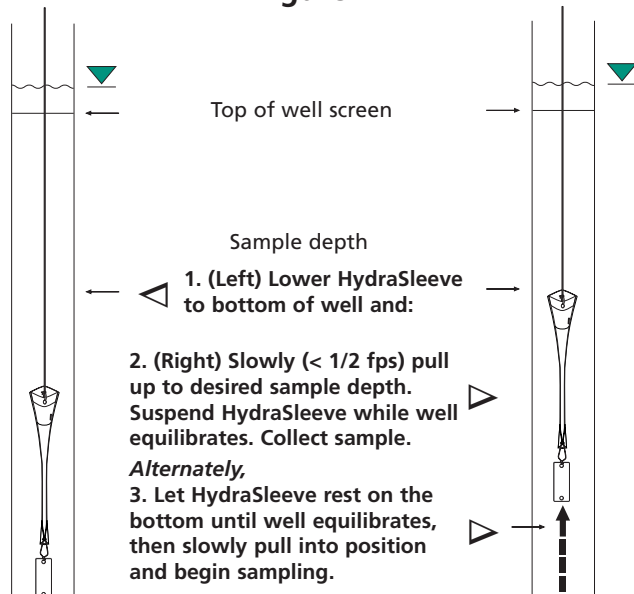 Top of well screen
Sample depth
1. (Left) Lower HydraSleeve
to bottom of well and:
2. (Right) Slowly (< 1/2 fps) pull
up to desired sample depth.
Suspend HydraSleeve while well
equilibrates. Collect sample.
Alternately,
3. Let HydraSleeve rest on the
bottom until well equilibrates,
then slowly pull into position
and begin sampling.